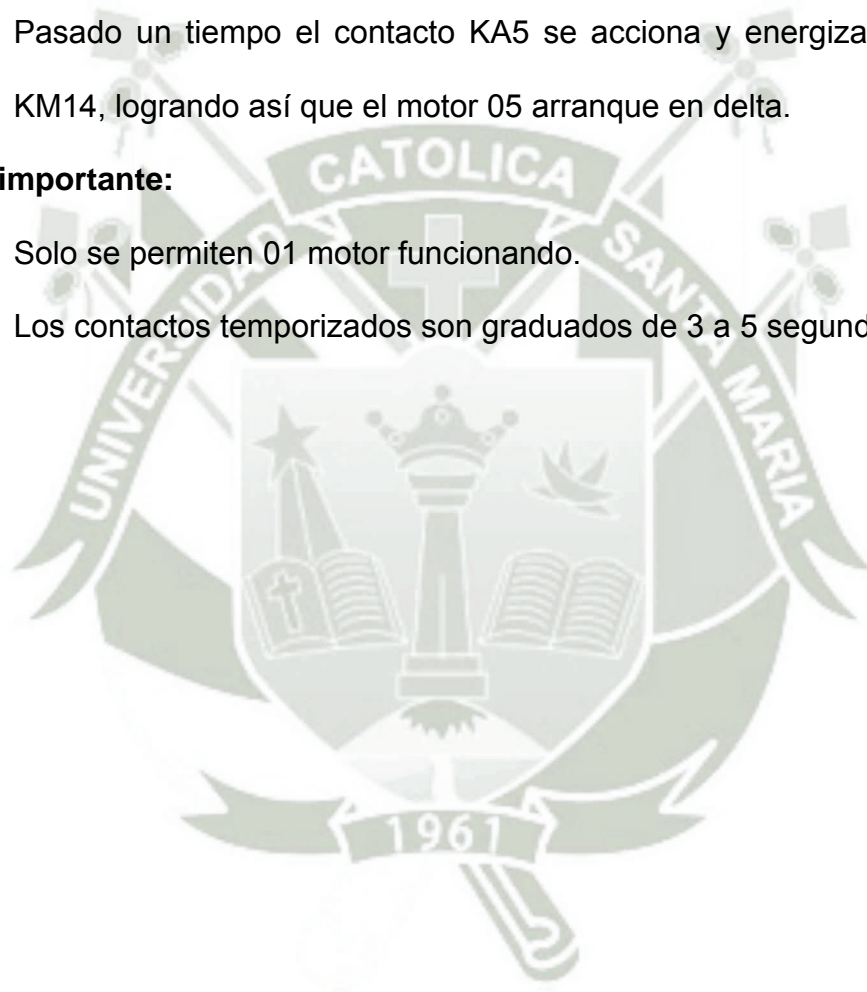 Pasado un tiempo el contacto KA5 se acciona y energiza
KM14, logrando así que el motor 05 arranque en delta.
importante:
Solo se permiten 01 motor funcionando.
Los contactos temporizados son graduados de 3 a 5 segund
UNIVERSIDAD CATOLICA SANTA MARIA
1961